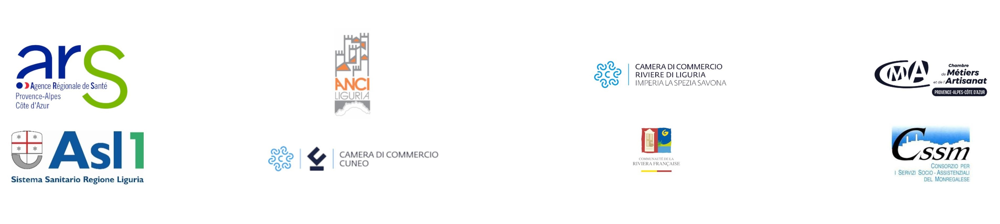 ars
Agence Régionale de Santé
Provence-Alpes
Côte d'Azur
ANCI
LIGURIA
CAMERA DI COMMERCIO
RIVIERE DI LIGURIA
IMPERIA LA SPEZIA SAVONA
CMA
Chambre
de Métiers
et de l'Artisanat
PROVENCE-ALPES-CÔTE D'AZUR
Asl 1
Sistema Sanitario Regione Liguria
CAMERA DI COMMERCIO
CUNEO
COMMUNAUTÉ DE LA
RIVIERA FRANÇAISE
Cssm
CONSORZIO PER
I SERVIZI SOCIO-ASSISTENZIALI
DEL MONREGALESE